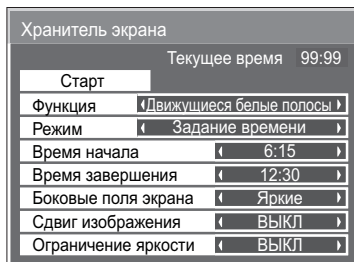 Хранитель экрана
Текущее время 99:99
Старт
Функция Движущиеся белые полосы
Режим Задание времени
Время начала 6:15
Время завершения 12:30
Боковые поля экрана Яркие
Сдвиг изображения ВЫКЛ
Ограничение яркости ВЫКЛ